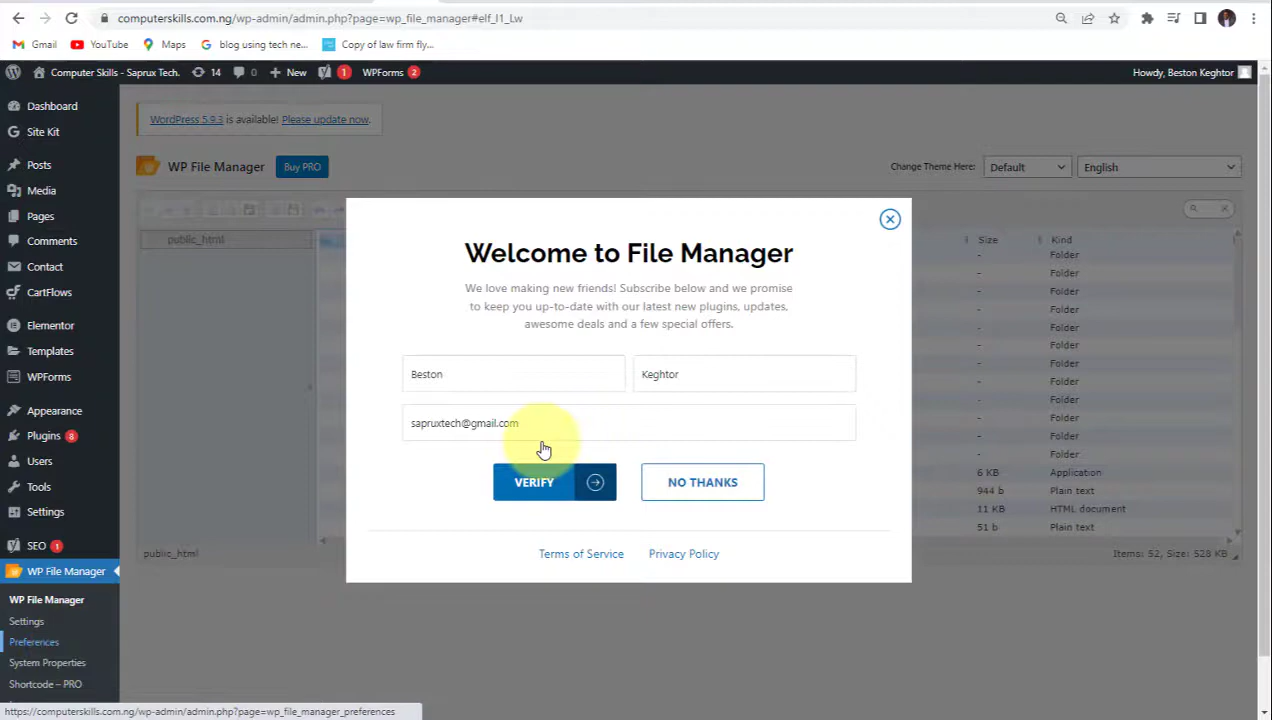 computerskills.com.ng/wp-admin/admin.php?page=wp_file_manager#elf_l1_Lw
Gmail
YouTube
Maps
blog using tech ne...
Copy of law firm fly...
Computer Skills - Saprux Tech.
14
0
New
1
WPForms
2
Howdy, Beston Keghtor
Dashboard
Site Kit
Posts
Media
Pages
Comments
Contact
CartFlows
Elementor
Templates
WPForms
Appearance
Plugins 8
Users
Tools
Settings
SEO 1
WP File Manager
WP File Manager
Settings
Preferences
System Properties
Shortcode – PRO
WordPress 5.9.3 is available! Please update now.
WP File Manager
Buy PRO
Change Theme Here:
Default
English
public_html
Size
Kind
- Folder
- Folder
- Folder
- Folder
- Folder
- Folder
- Folder
- Folder
- Folder
- Folder
- Folder
- Folder
6 KB Application
944 b Plain text
11 KB HTML document
51 b Plain text
public_html
Items: 52, Size: 528 KB
Welcome to File Manager
We love making new friends! Subscribe below and we promise
to keep you up-to-date with our latest new plugins, updates,
awesome deals and a few special offers.
Beston
Keghtor
sapruxtech@gmail.com
VERIFY
NO THANKS
Terms of Service
Privacy Policy
https://computerskills.com.ng/wp-admin/admin.php?page=wp_file_manager_preferences